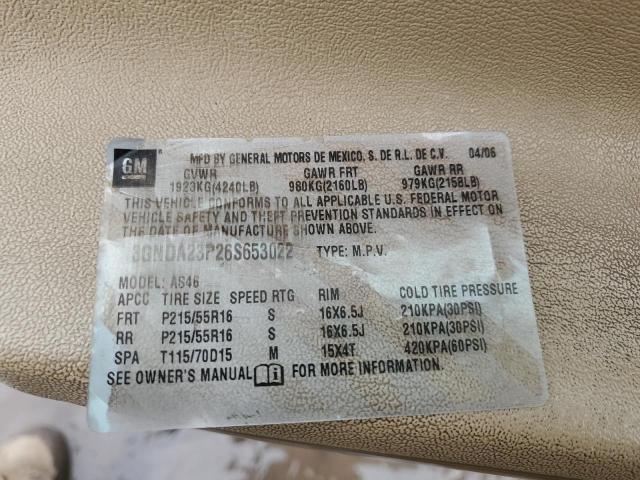 GM ® MFD BY GENERAL MOTORS DE MEXICO, S. DE R.L. DE C.V. 04/06
GVWR GAWR FRT GAWR RR
1923KG(4240LB) 980KG(2160LB) 979KG(2158LB)
THIS VEHICLE CONFORMS TO ALL APPLICABLE U.S. FEDERAL MOTOR
VEHICLE SAFETY AND THEFT PREVENTION STANDARDS IN EFFECT ON
THE DATE OF MANUFACTURE SHOWN ABOVE.
3GNDA23P26S653022 TYPE: M.P.V.
MODEL: AS46
APCC TIRE SIZE SPEED RTG RIM COLD TIRE PRESSURE
FRT P215/55R16 S 16X6.5J 210KPA(30PSI)
RR P215/55R16 S 16X6.5J 210KPA(30PSI)
SPA T115/70D15 M 15X4T 420KPA(60PSI)
SEE OWNER'S MANUAL FOR MORE INFORMATION.